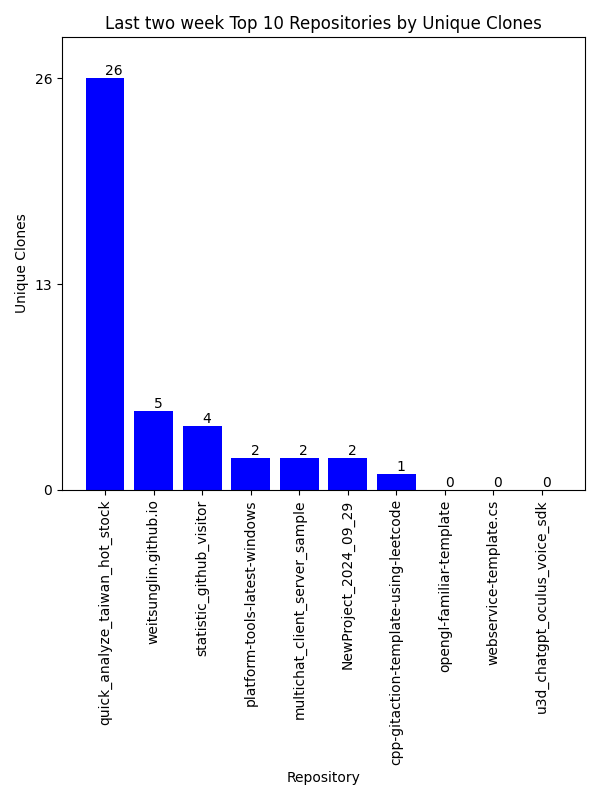 Last two week Top 10 Repositories by Unique Clones
Unique Clones
26
13
0
26
5
4
2
2
2
1
0
0
0
quick_analyze_taiwan_hot_stock
weitsunglin.github.io
statistic_github_visitor
platform-tools-latest-windows
multichat_client_server_sample
NewProject_2024_09_29
cpp-gitaction-template-using-leetcode
opengl-familiar-template
webservice-template.cs
u3d_chatgpt_oculus_voice_sdk
Repository